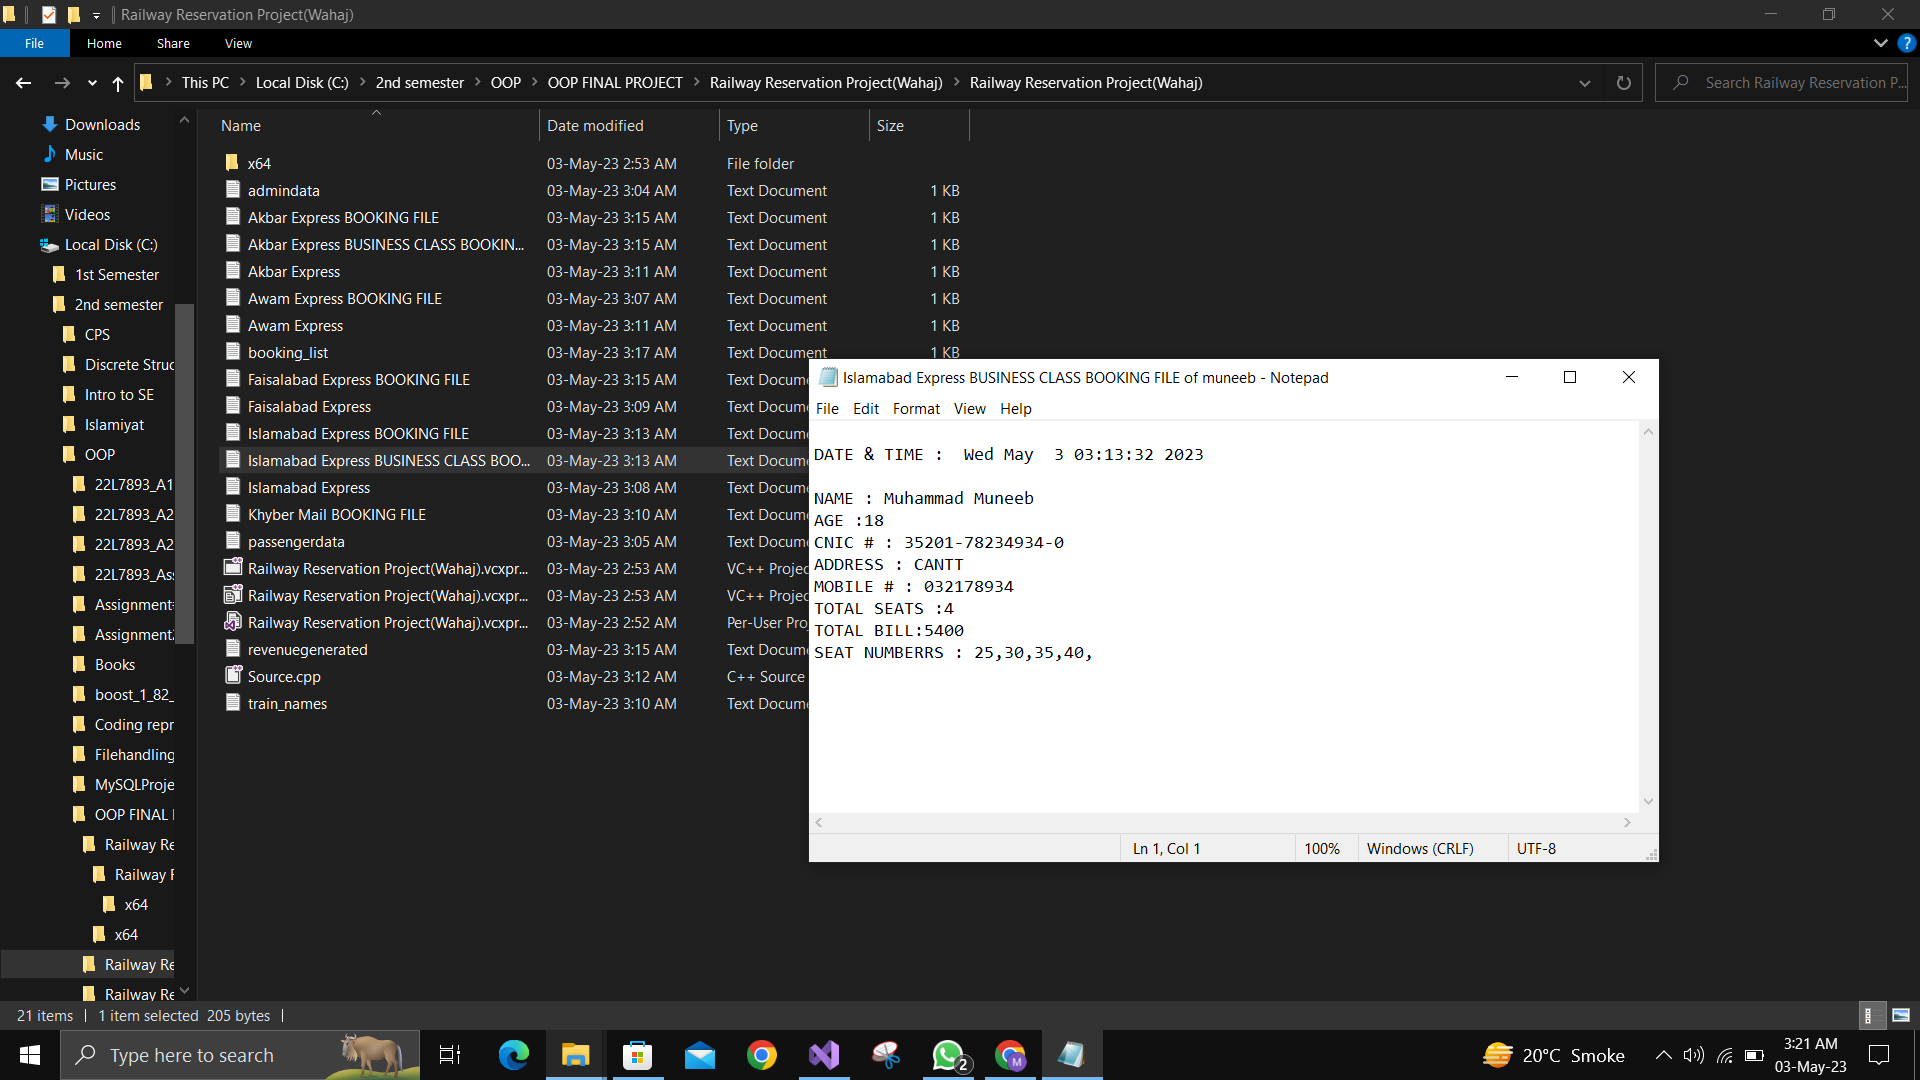 Railway Reservation Project(Wahaj)
File Home Share View
This PC Local Disk (C:) 2nd semester OOP OOP FINAL PROJECT Railway Reservation Project(Wahaj) Railway Reservation Project(Wahaj)
Search Railway Reservation P...
Downloads
Music
Pictures
Videos
Local Disk (C:)
1st Semester
2nd semester
CPS
Discrete Struc
Intro to SE
Islamiyat
OOP
22L7893_A1
22L7893_A2
22L7893_A2
22L7893_Ass
Assignment
Assignment
Books
boost_1_82_
Coding repr
Filehandling
MySQLProje
OOP FINAL
Railway Re
Railway
x64
x64
Railway Re
Railway Re
Name Date modified Type Size
x64 03-May-23 2:53 AM File folder
admindata 03-May-23 3:04 AM Text Document 1 KB
Akbar Express BOOKING FILE 03-May-23 3:15 AM Text Document 1 KB
Akbar Express BUSINESS CLASS BOOKIN... 03-May-23 3:15 AM Text Document 1 KB
Akbar Express 03-May-23 3:11 AM Text Document 1 KB
Awam Express BOOKING FILE 03-May-23 3:07 AM Text Document 1 KB
Awam Express 03-May-23 3:11 AM Text Document 1 KB
booking_list 03-May-23 3:17 AM Text Document 1 KB
Faisalabad Express BOOKING FILE 03-May-23 3:15 AM Text Docum
Faisalabad Express 03-May-23 3:09 AM Text Docum
Islamabad Express BOOKING FILE 03-May-23 3:13 AM Text Docum
Islamabad Express BUSINESS CLASS BOO... 03-May-23 3:13 AM Text Docum
Islamabad Express 03-May-23 3:08 AM Text Docum
Khyber Mail BOOKING FILE 03-May-23 3:10 AM Text Docum
passengerdata 03-May-23 3:05 AM Text Docum
Railway Reservation Project(Wahaj).vcxpr... 03-May-23 2:53 AM VC++ Projec
Railway Reservation Project(Wahaj).vcxpr... 03-May-23 2:53 AM VC++ Projec
Railway Reservation Project(Wahaj).vcxpr... 03-May-23 2:52 AM Per-User Pro
revenuegenerated 03-May-23 3:15 AM Text Docum
Source.cpp 03-May-23 3:12 AM C++ Source
train_names 03-May-23 3:10 AM Text Docum
Islamabad Express BUSINESS CLASS BOOKING FILE of muneeb - Notepad
File Edit Format View Help
DATE & TIME :  Wed May  3 03:13:32 2023
NAME : Muhammad Muneeb
AGE :18
CNIC # : 35201-78234934-0
ADDRESS : CANTT
MOBILE # : 032178934
TOTAL SEATS :4
TOTAL BILL:5400
SEAT NUMBERRS : 25,30,35,40,
Ln 1, Col 1 100% Windows (CRLF) UTF-8
21 items 1 item selected 205 bytes
Type here to search
2
M
20°C Smoke
3:21 AM
03-May-23